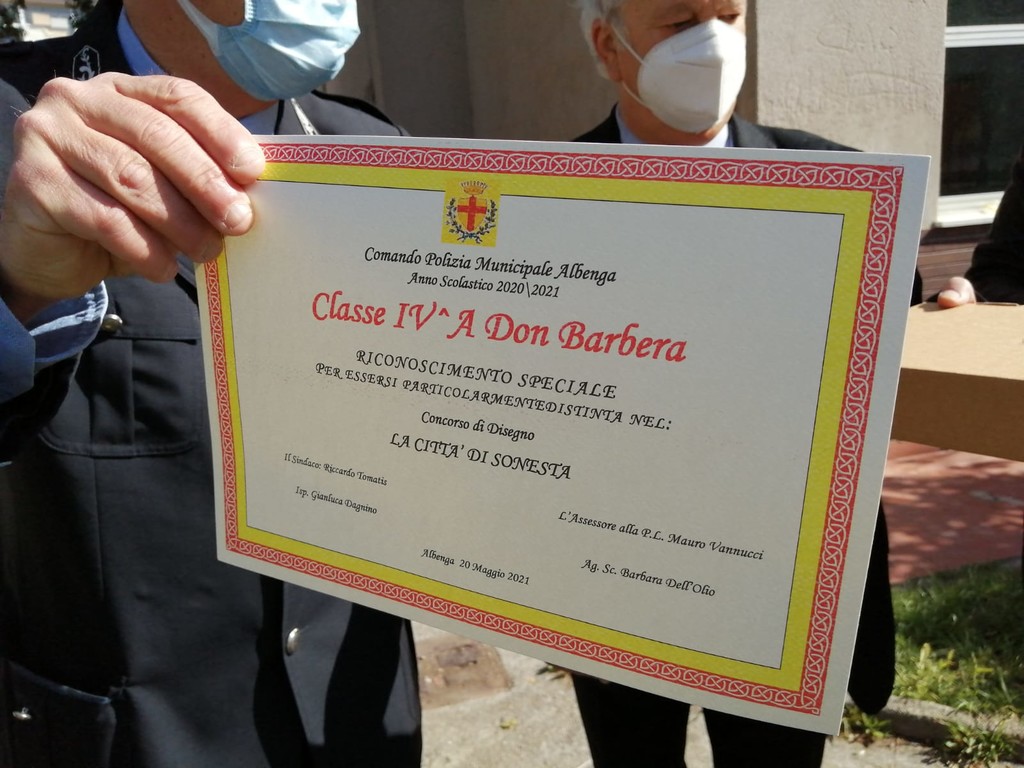 Comando Polizia Municipale Albenga
Anno Scolastico 2020\2021
Classe IV^ A Don Barbera
RICONOSCIMENTO SPECIALE
PER ESSERSI PARTICOLARMENTEDISTINTA NEL:
Concorso di Disegno
LA CITTA' DI SONESTA
Il Sindaco: Riccardo Tomatis
Isp. Gianluca Dagnino
L'Assessore alla P.L. Mauro Vannucci
Ag. Sc. Barbara Dell'Olio
Albenga 20 Maggio 2021